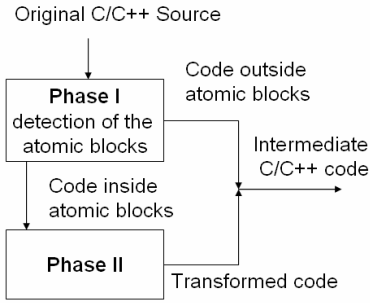 Original C/C++ Source
Code outside
atomic blocks
Phase I
detection of the
atomic blocks
Intermediate
C/C++ code
Code inside
atomic blocks
Phase II
Transformed code